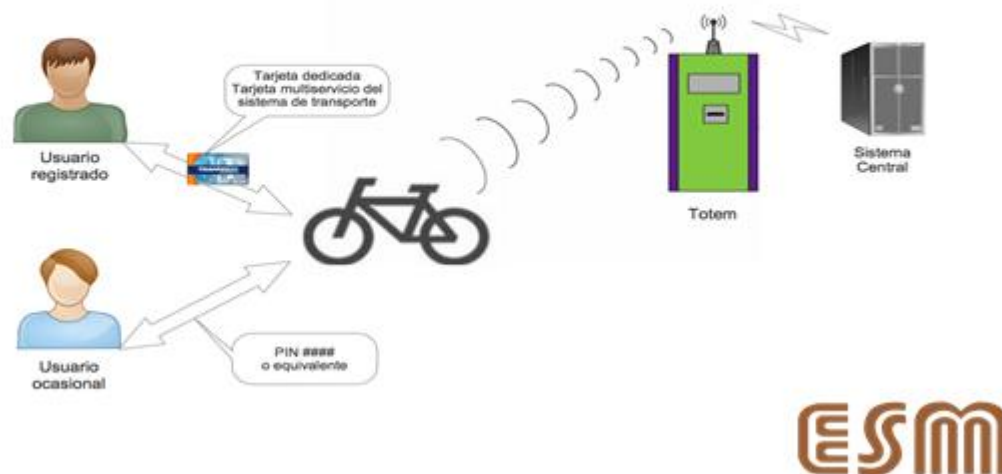 Tarjeta dedicada
Tarjeta multiservicio del
sistema de transporte
Usuario
registrado
Sistema
Central
Totem
PIN ####
o equivalente
Usuario
ocasional
ESM